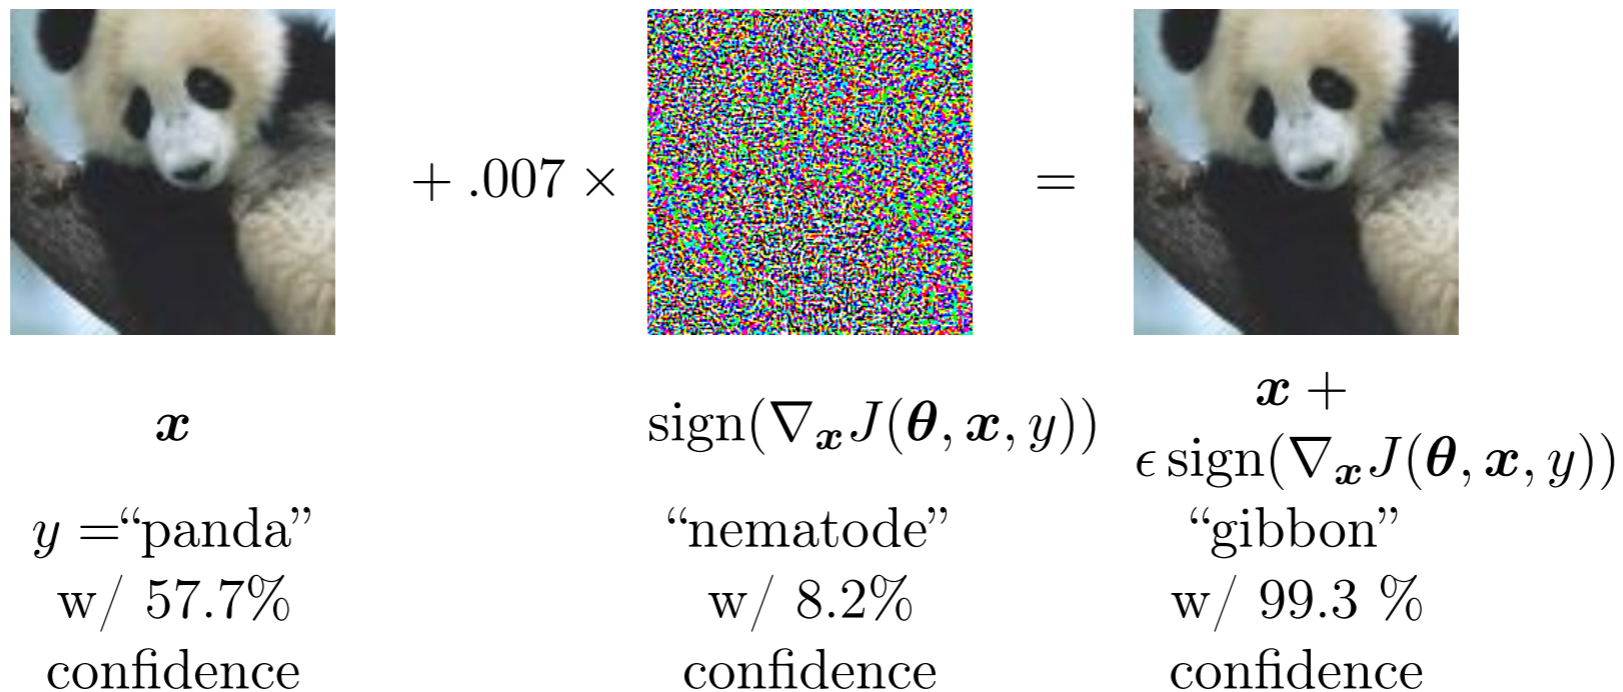 + .007 ×
=
x
sign(∇ₓJ(θ, x, y))
x +
ϵ sign(∇ₓJ(θ, x, y))
y =“panda”
“nematode”
“gibbon”
w/ 57.7%
w/ 8.2%
w/ 99.3 %
confidence
confidence
confidence